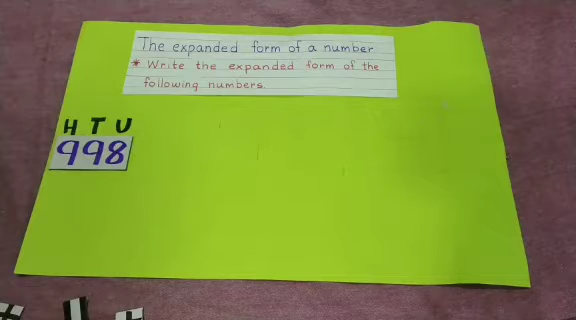 The expanded form of a number
* Write the expanded form of the
following numbers.
H T U
998